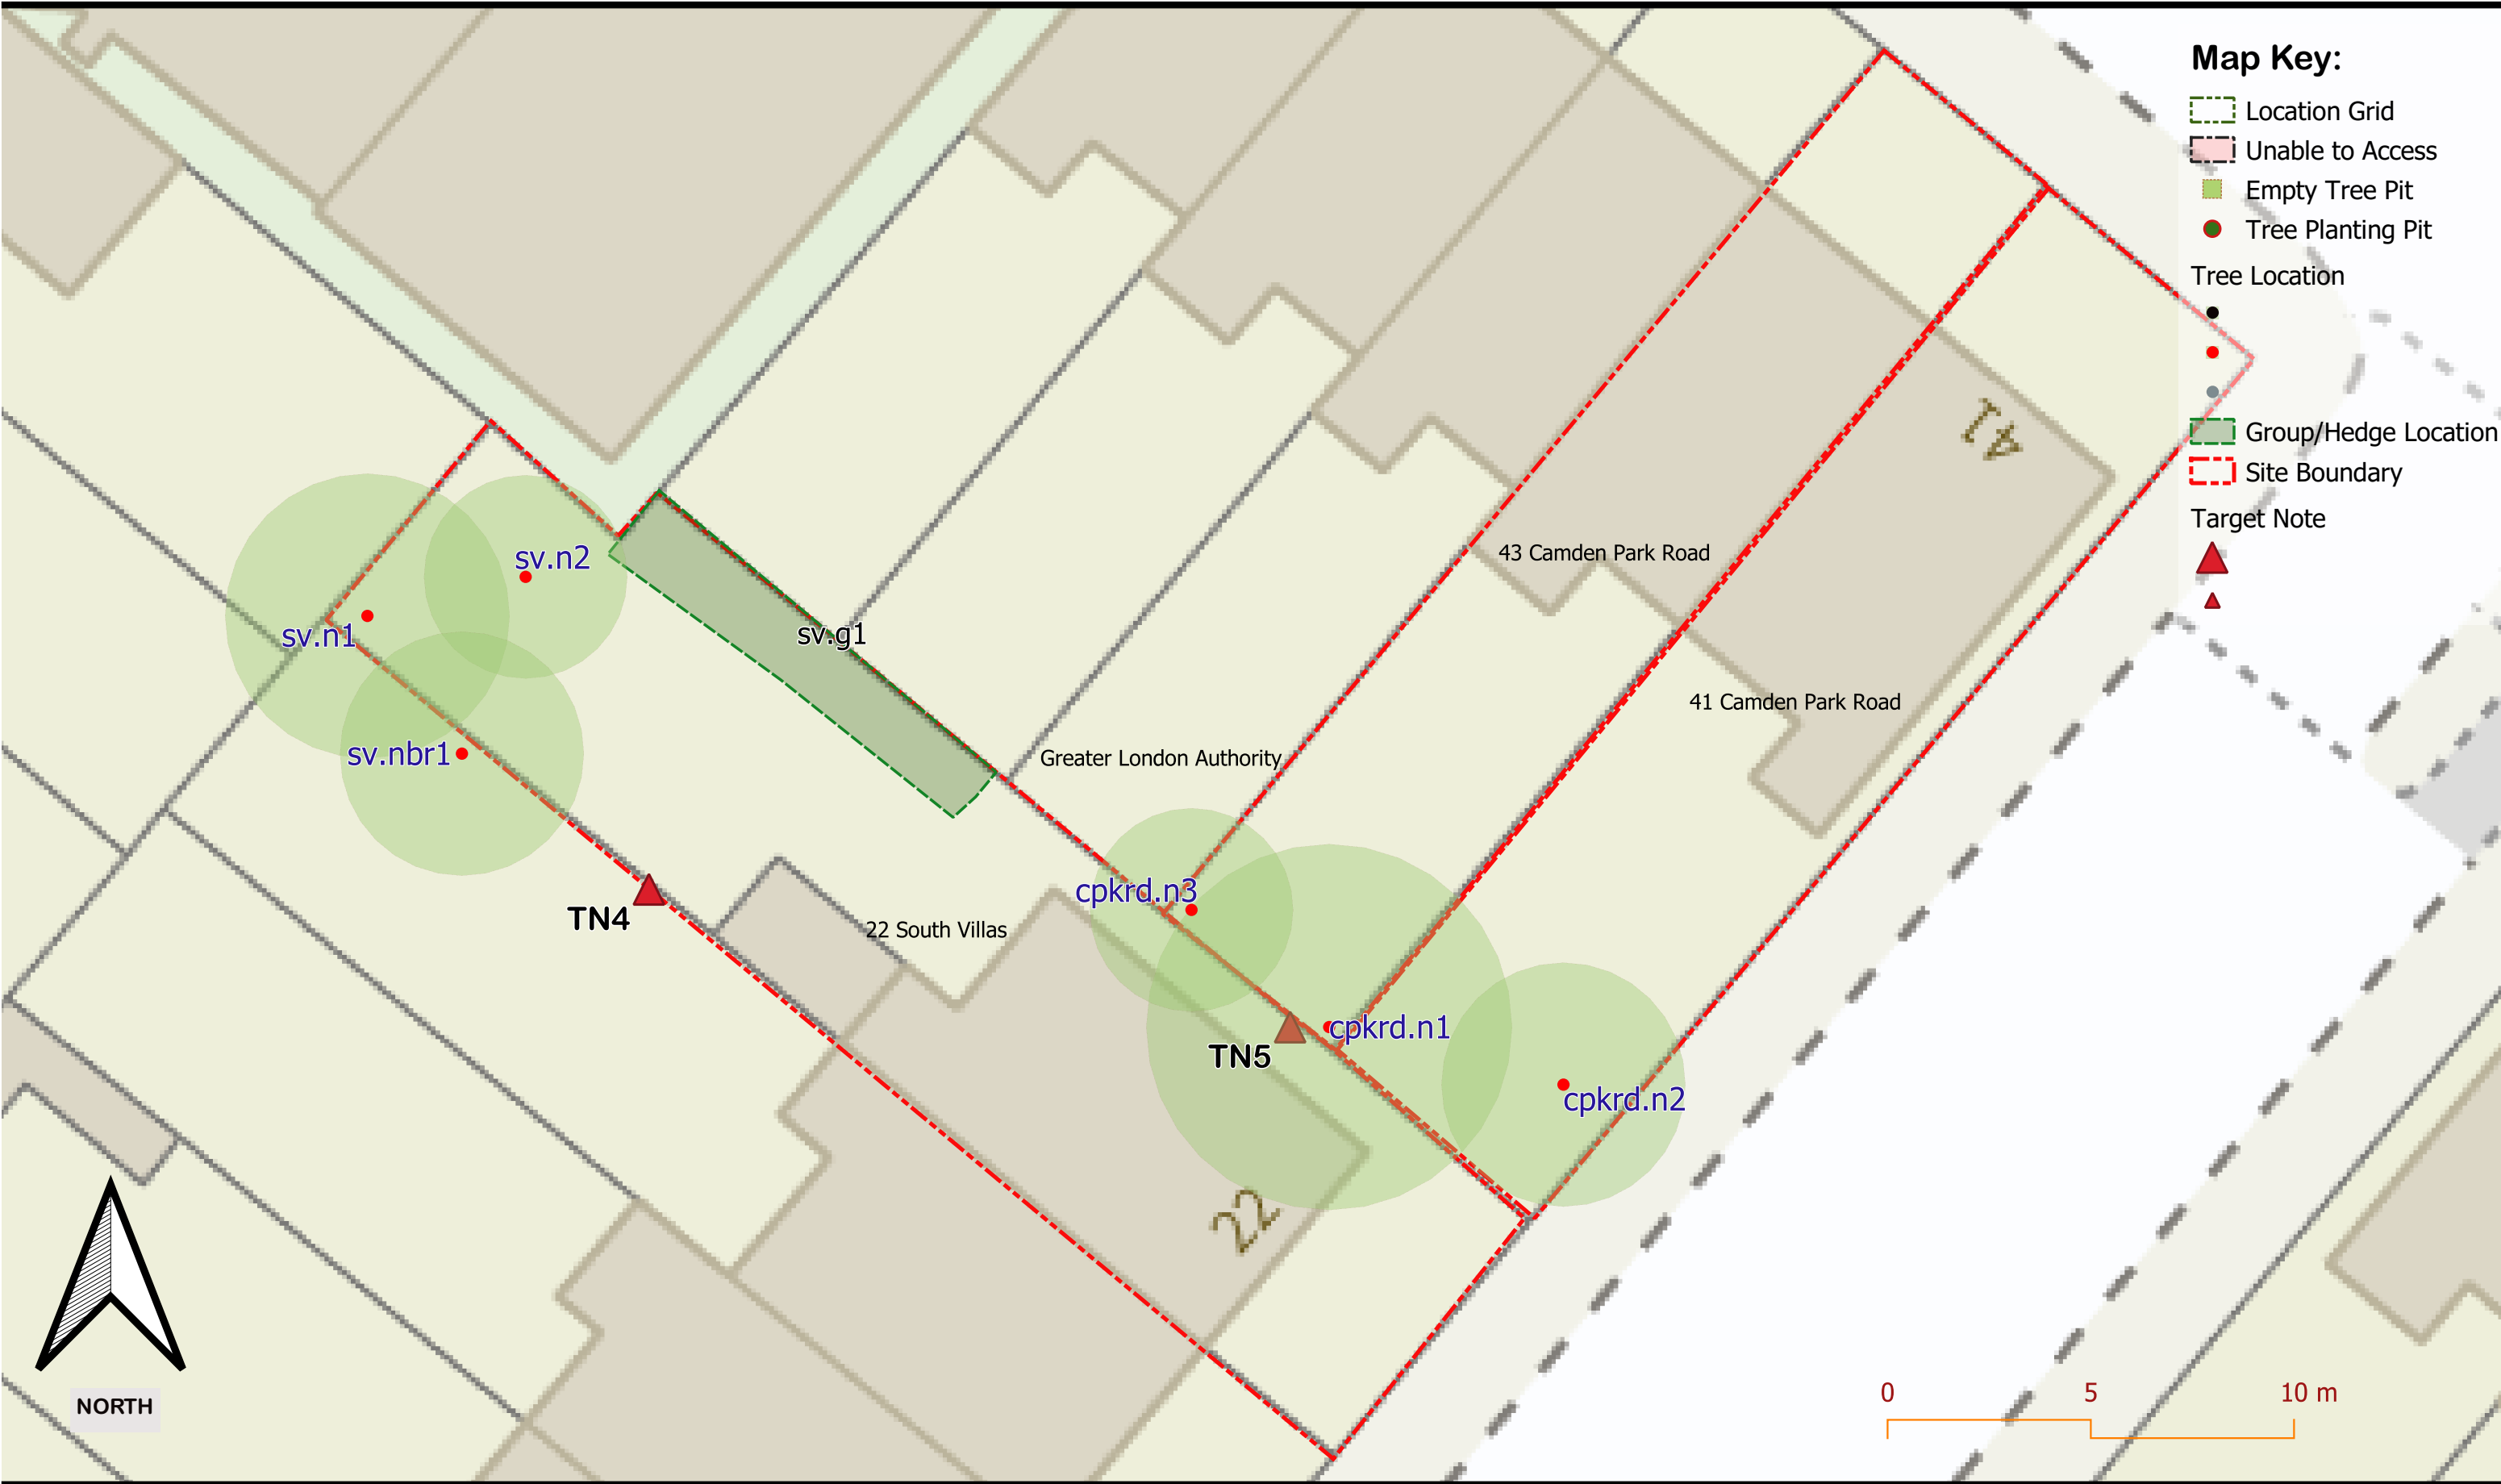 Map Key:
Location Grid
Unable to Access
Empty Tree Pit
Tree Planting Pit
Tree Location
Group/Hedge Location
Site Boundary
Target Note
41
43 Camden Park Road
sv.n2
sv.n1
sv.g1
41 Camden Park Road
sv.nbr1
Greater London Authority
cpkrd.n3
TN4
22 South Villas
cpkrd.n1
TN5
cpkrd.n2
22
NORTH
0 5 10 m